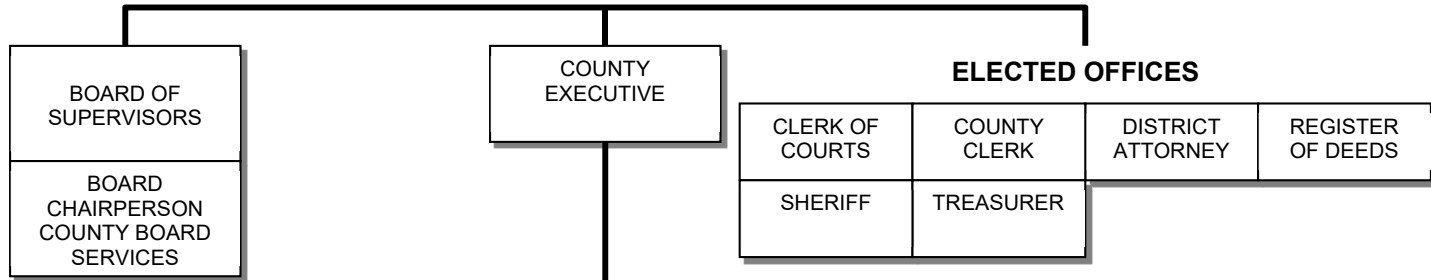 BOARD OF
SUPERVISORS
BOARD
CHAIRPERSON
COUNTY BOARD
SERVICES
COUNTY
EXECUTIVE
ELECTED OFFICES
CLERK OF
COURTS
COUNTY
CLERK
DISTRICT
ATTORNEY
REGISTER
OF DEEDS
SHERIFF
TREASURER